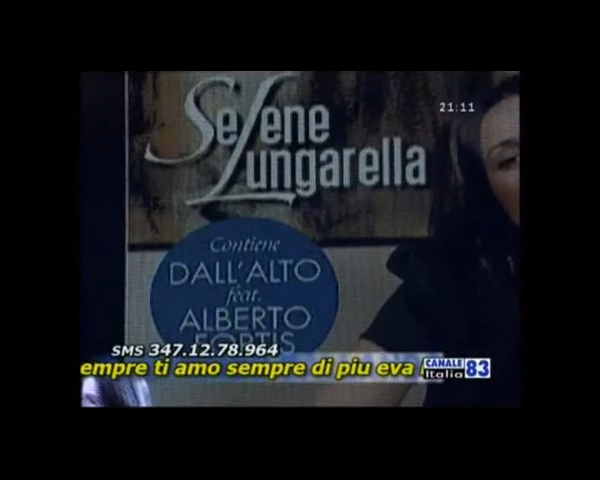 Selene
Lungarella
21:11
Contiene
DALL'ALTO
feat.
ALBERTO
FORTIS
SMS 347.12.78.964
empre ti amo sempre di piu eva
CANALE
Italia 83